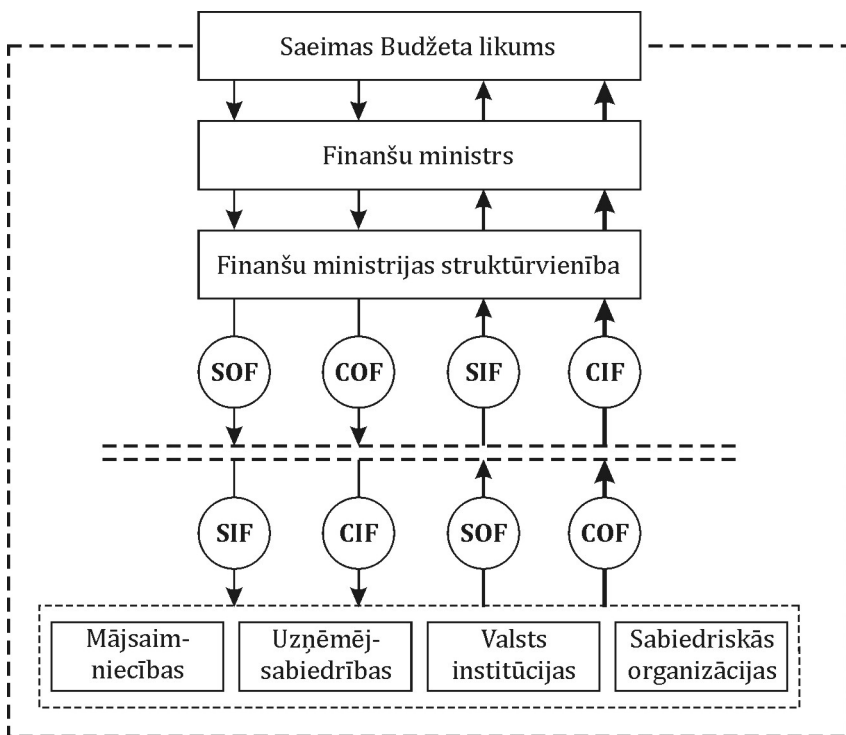 Saeimas Budžeta likums
Finanšu ministrs
Finanšu ministrijas struktūrvienība
SOF COF SIF CIF
SIF CIF SOF COF
Mājsaim-
niecības
Uzņēmēj-
sabiedrības
Valsts
institūcijas
Sabiedriskās
organizācijas